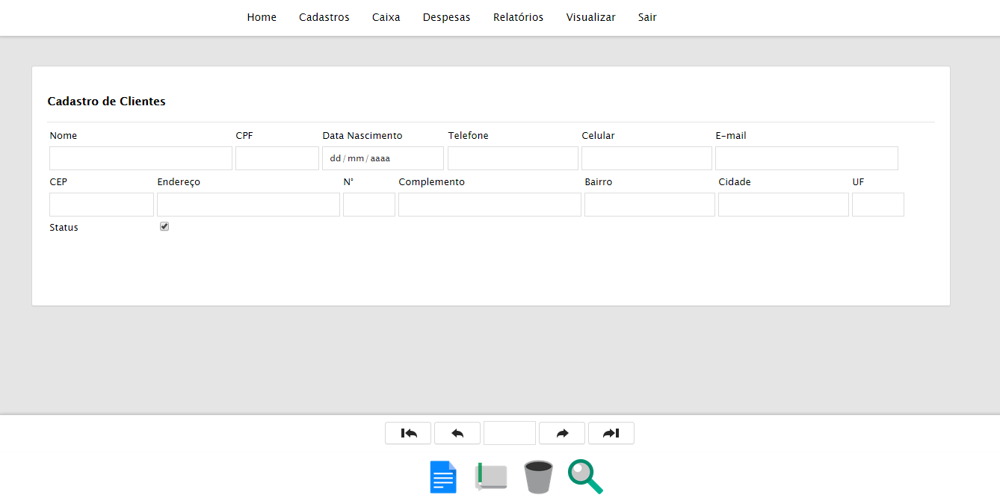 Home Cadastros Caixa Despesas Relatórios Visualizar Sair
Cadastro de Clientes
Nome CPF Data Nascimento Telefone Celular E-mail
dd/mm/aaaa
CEP Endereço N° Complemento Bairro Cidade UF
Status